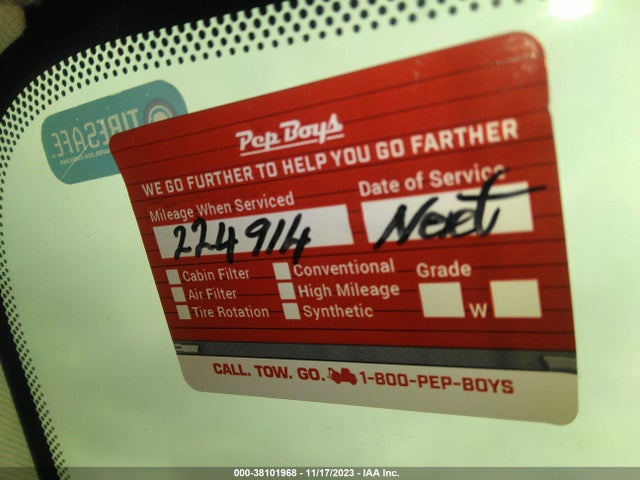 TIRESAFE
Pep Boys
WE GO FURTHER TO HELP YOU GO FARTHER
Mileage When Serviced
Date of Service
224914
Next
Cabin Filter
Conventional
Grade
Air Filter
High Mileage
Tire Rotation
Synthetic
W
CALL. TOW. GO. 1-800-PEP-BOYS
000-38101968 - 11/17/2023 - IAA Inc.